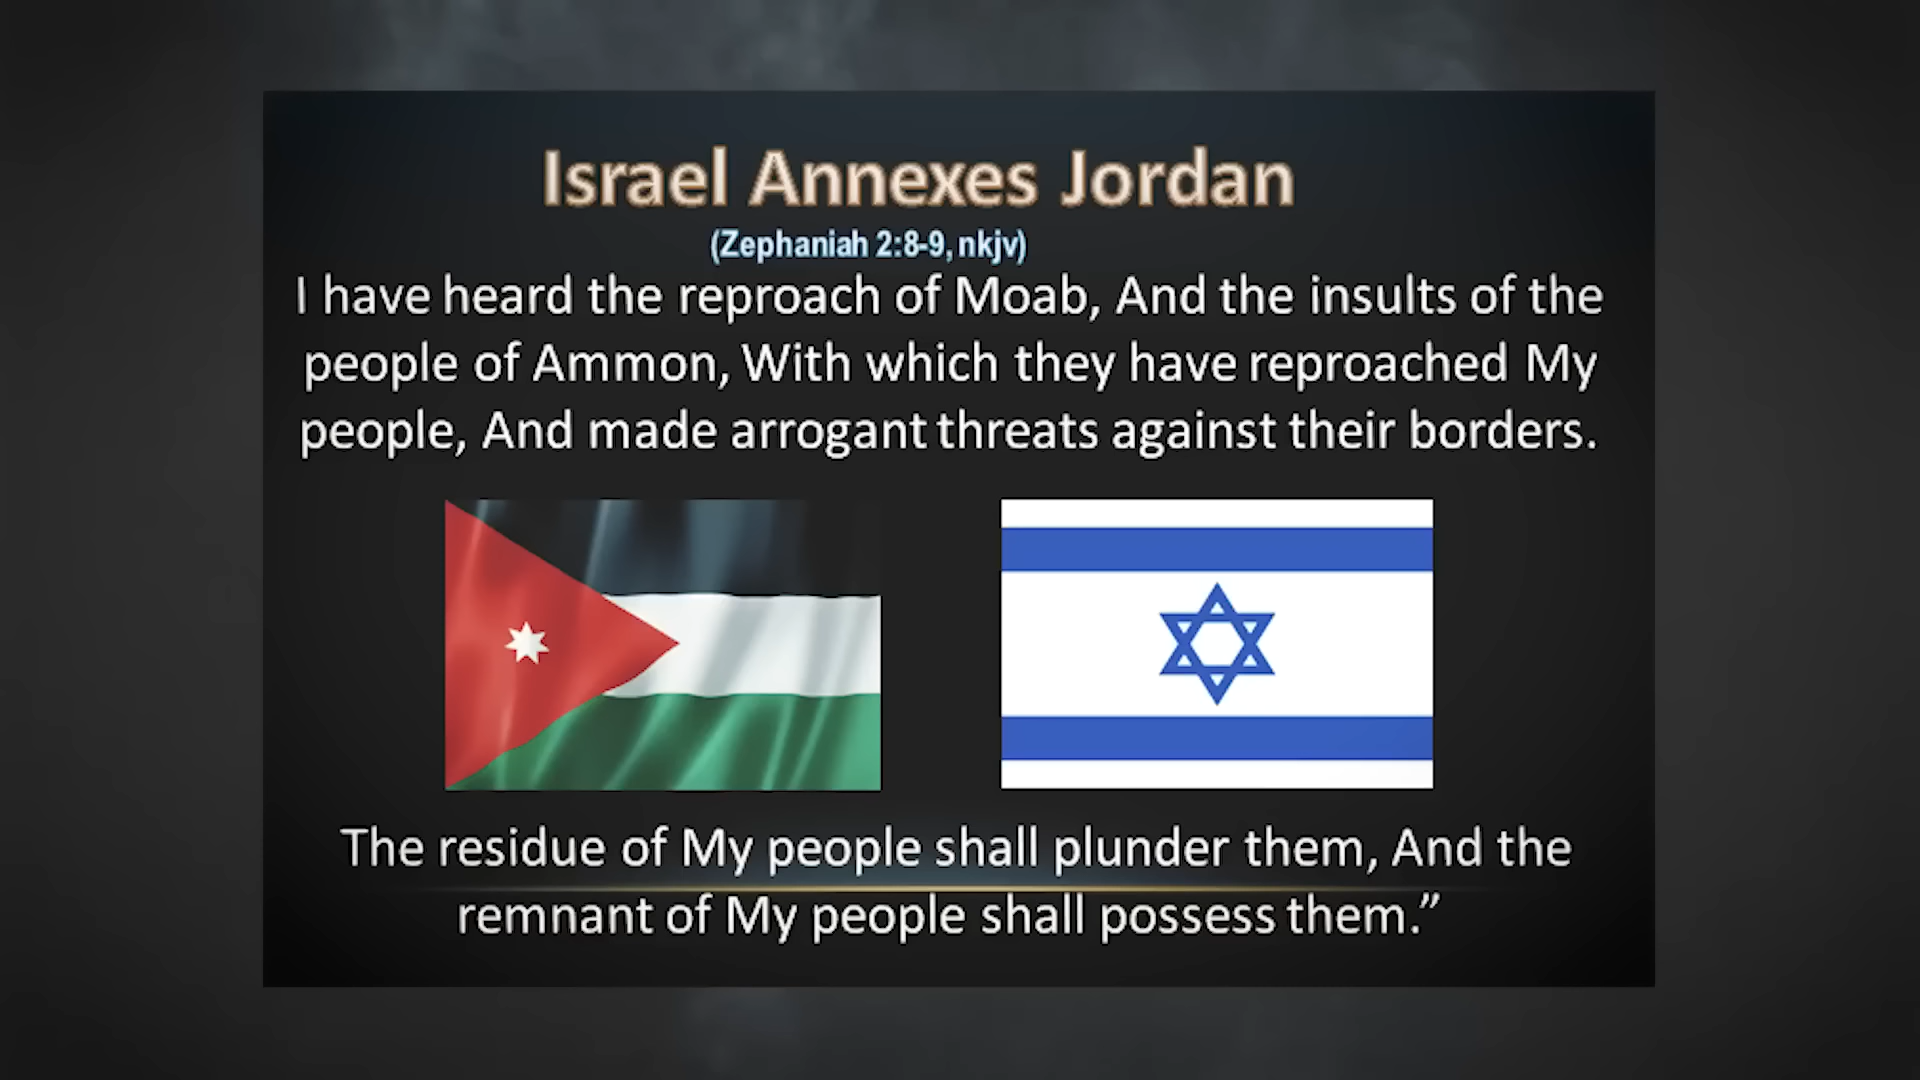 Israel Annexes Jordan
(Zephaniah 2:8-9, nkjv)
I have heard the reproach of Moab, And the insults of the
people of Ammon, With which they have reproached My
people, And made arrogant threats against their borders.
The residue of My people shall plunder them, And the
remnant of My people shall possess them.”